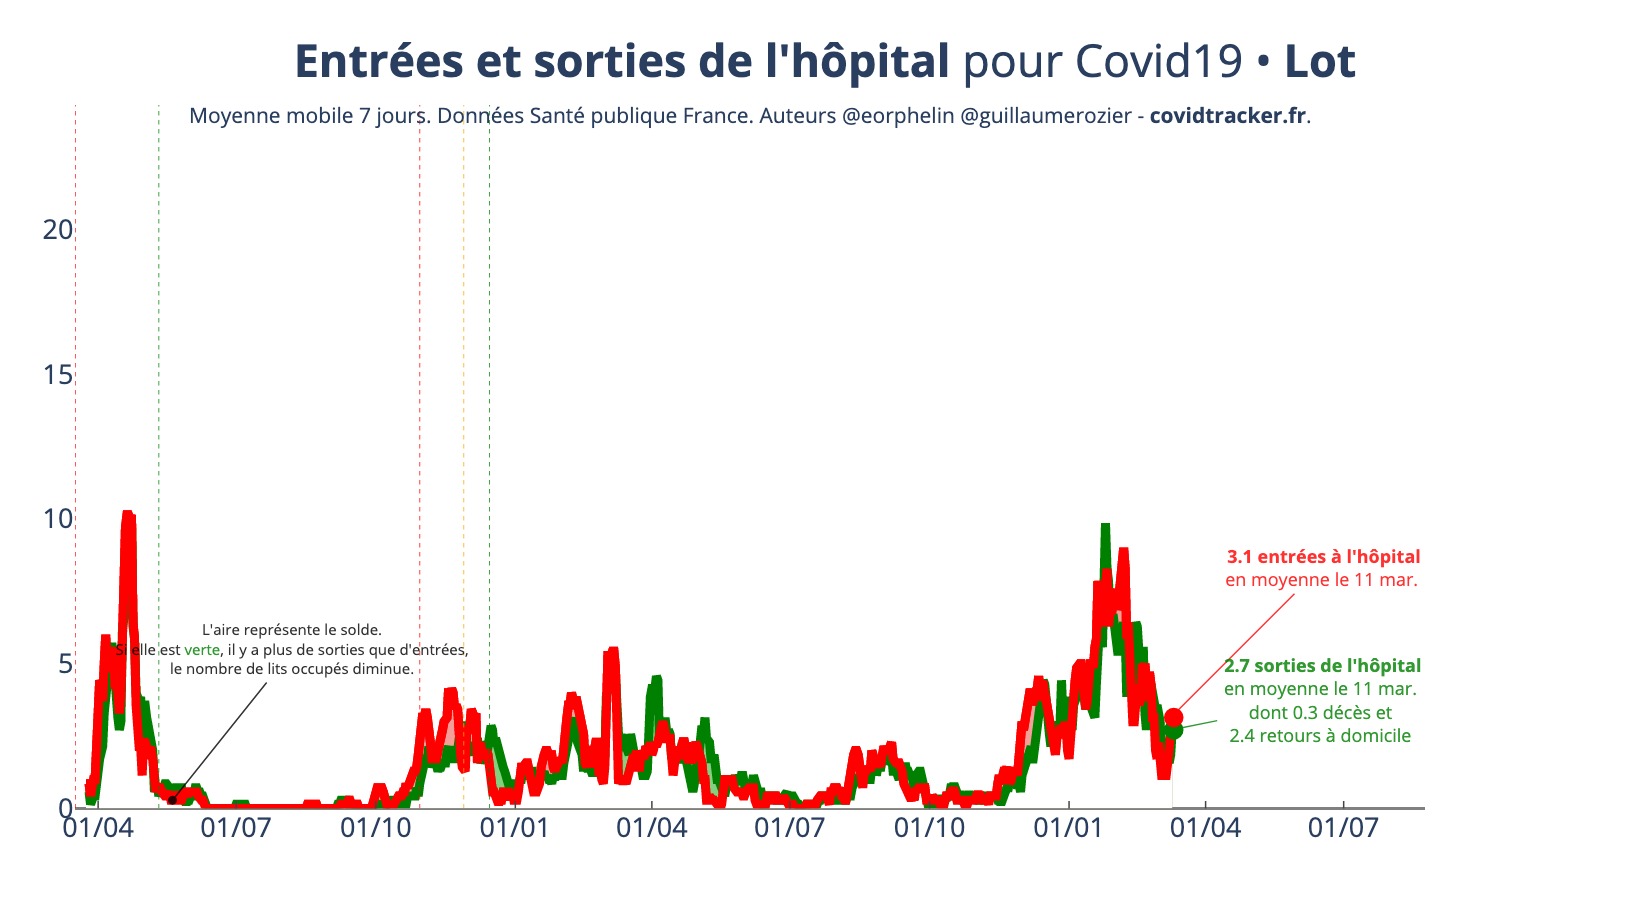 Entrées et sorties de l'hôpital pour Covid19 • Lot
Moyenne mobile 7 jours. Données Santé publique France. Auteurs @eorphelin @guillaumerozier - covidtracker.fr.
20
15
10
5
0
L'aire représente le solde.
Si elle est verte, il y a plus de sorties que d'entrées,
le nombre de lits occupés diminue.
3.1 entrées à l'hôpital
en moyenne le 11 mar.
2.7 sorties de l'hôpital
en moyenne le 11 mar.
dont 0.3 décès et
2.4 retours à domicile
01/04 01/07 01/10 01/01 01/04 01/07 01/10 01/01 01/04 01/07